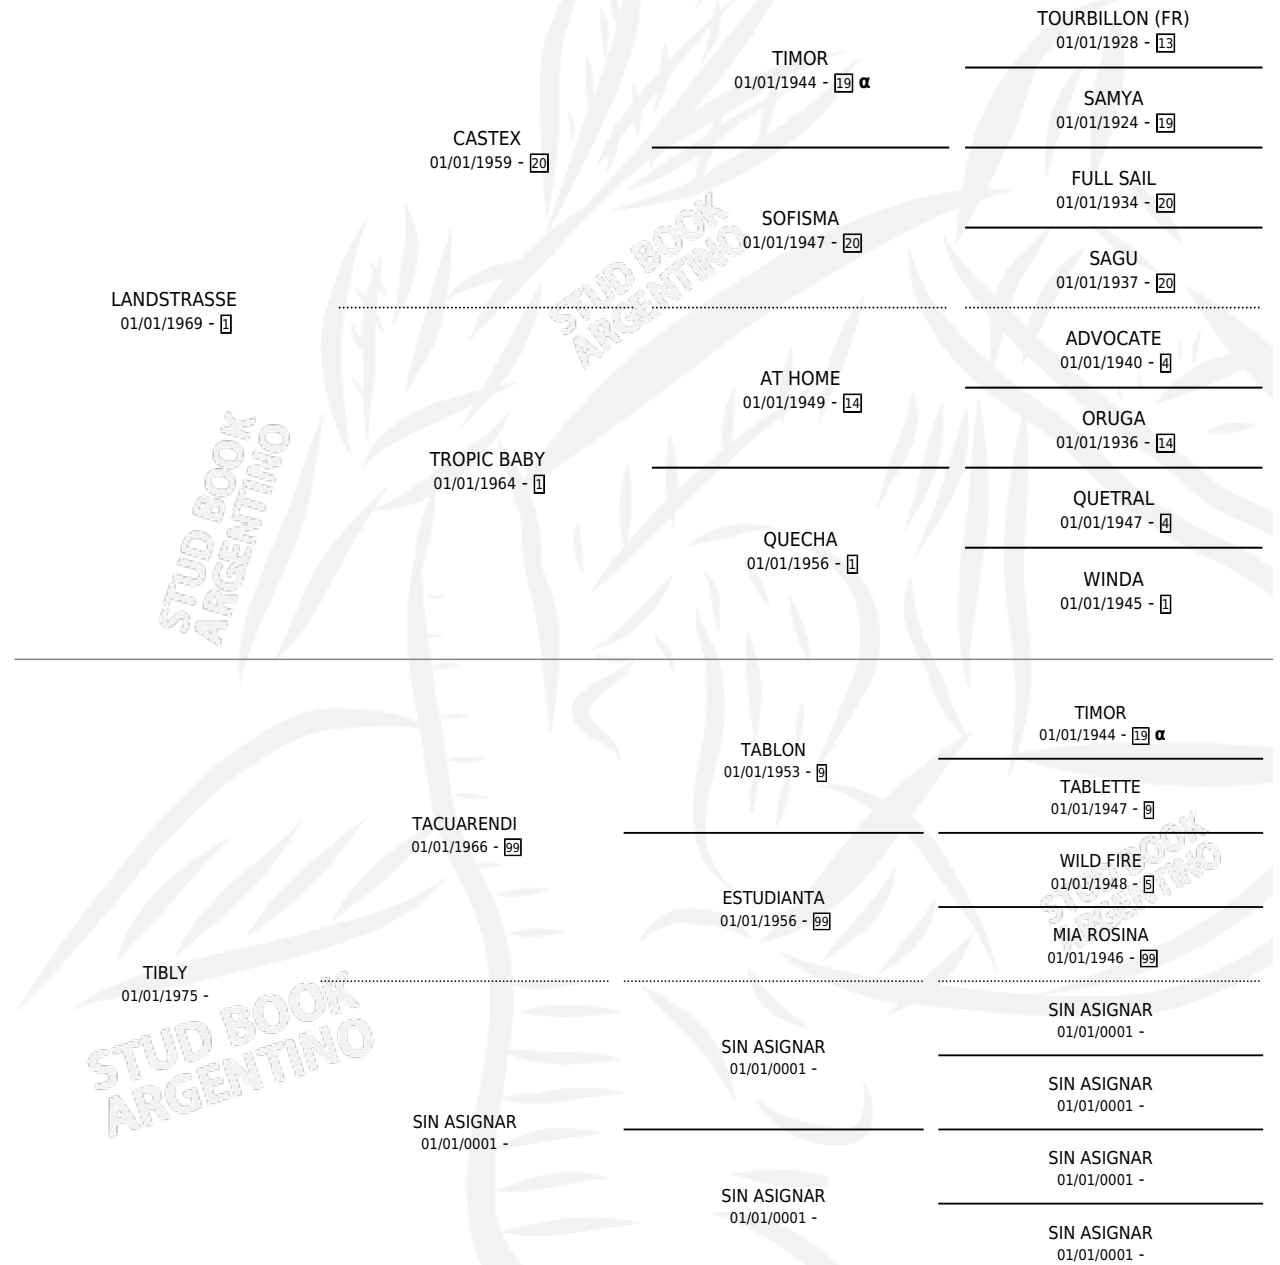 TOURBILLON (FR)
01/01/1928 - 13
TIMOR
01/01/1944 - 19 α
SAMYA
01/01/1924 - 19
CASTEX
01/01/1959 - 20
FULL SAIL
01/01/1934 - 20
SOFISMA
01/01/1947 - 20
SAGU
01/01/1937 - 20
STUD BOOK
ARGENTINO
LANDSTRASSE
01/01/1969 - 1
ADVOCATE
01/01/1940 - 4
AT HOME
01/01/1949 - 14
ORUGA
01/01/1936 - 14
TROPIC BABY
01/01/1964 - 1
QUETRAL
01/01/1947 - 4
QUECHA
01/01/1956 - 1
WINDA
01/01/1945 - 1
STUD BOOK
ARGENTINO
TIMOR
01/01/1944 - 19 α
TABLON
01/01/1953 - 9
TABLETTE
01/01/1947 - 9
TACUARENDI
01/01/1966 - 99
WILD FIRE
01/01/1948 - 5
ESTUDIANTA
01/01/1956 - 99
MIA ROSINA
01/01/1946 - 99
STUD BOOK
ARGENTINO
TIBLY
01/01/1975 -
SIN ASIGNAR
01/01/0001 -
SIN ASIGNAR
01/01/0001 -
SIN ASIGNAR
01/01/0001 -
STUD BOOK
ARGENTINO
SIN ASIGNAR
01/01/0001 -
SIN ASIGNAR
01/01/0001 -
SIN ASIGNAR
01/01/0001 -
SIN ASIGNAR
01/01/0001 -